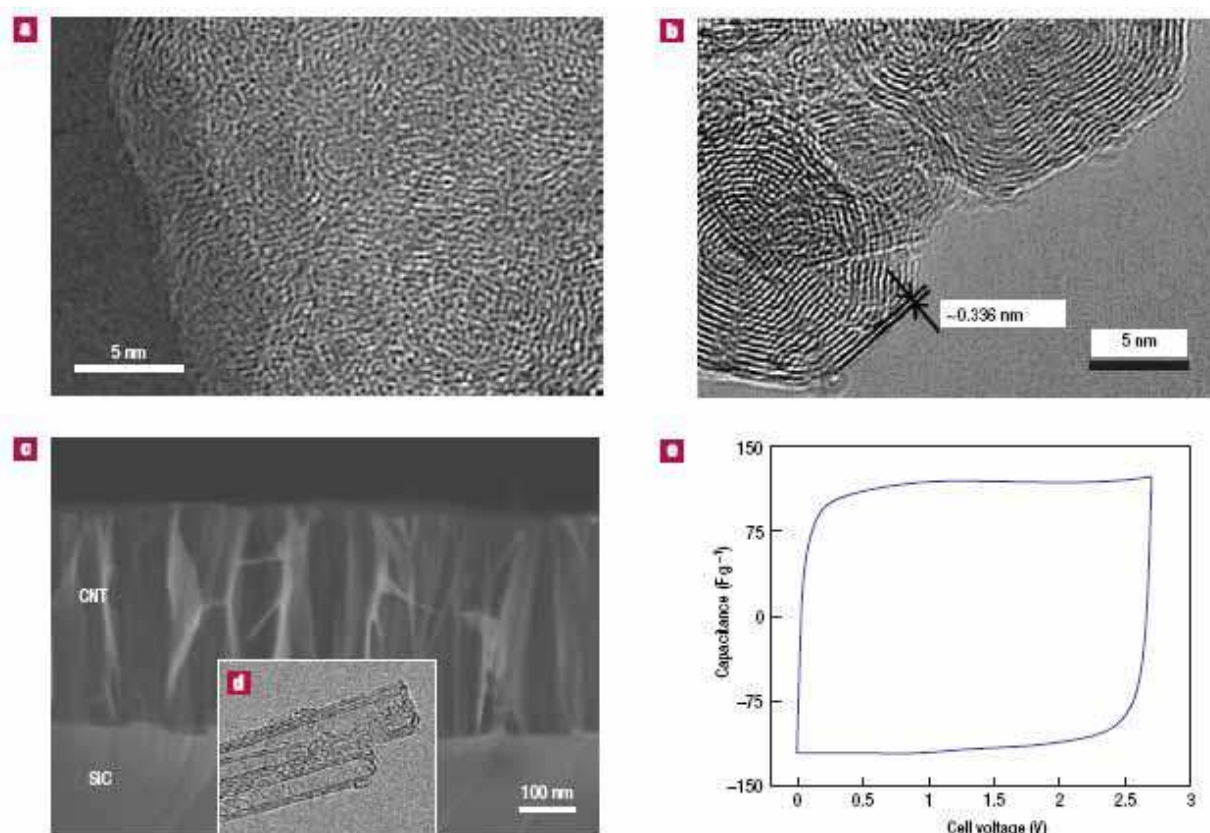 a
5 nm
b
~0.336 nm
5 nm
c
CNT
SiC
d
100 nm
e
150
75
0
–75
–150
Capacitance (F g⁻¹)
0 0.5 1 1.5 2 2.5 3
Cell voltage (V)